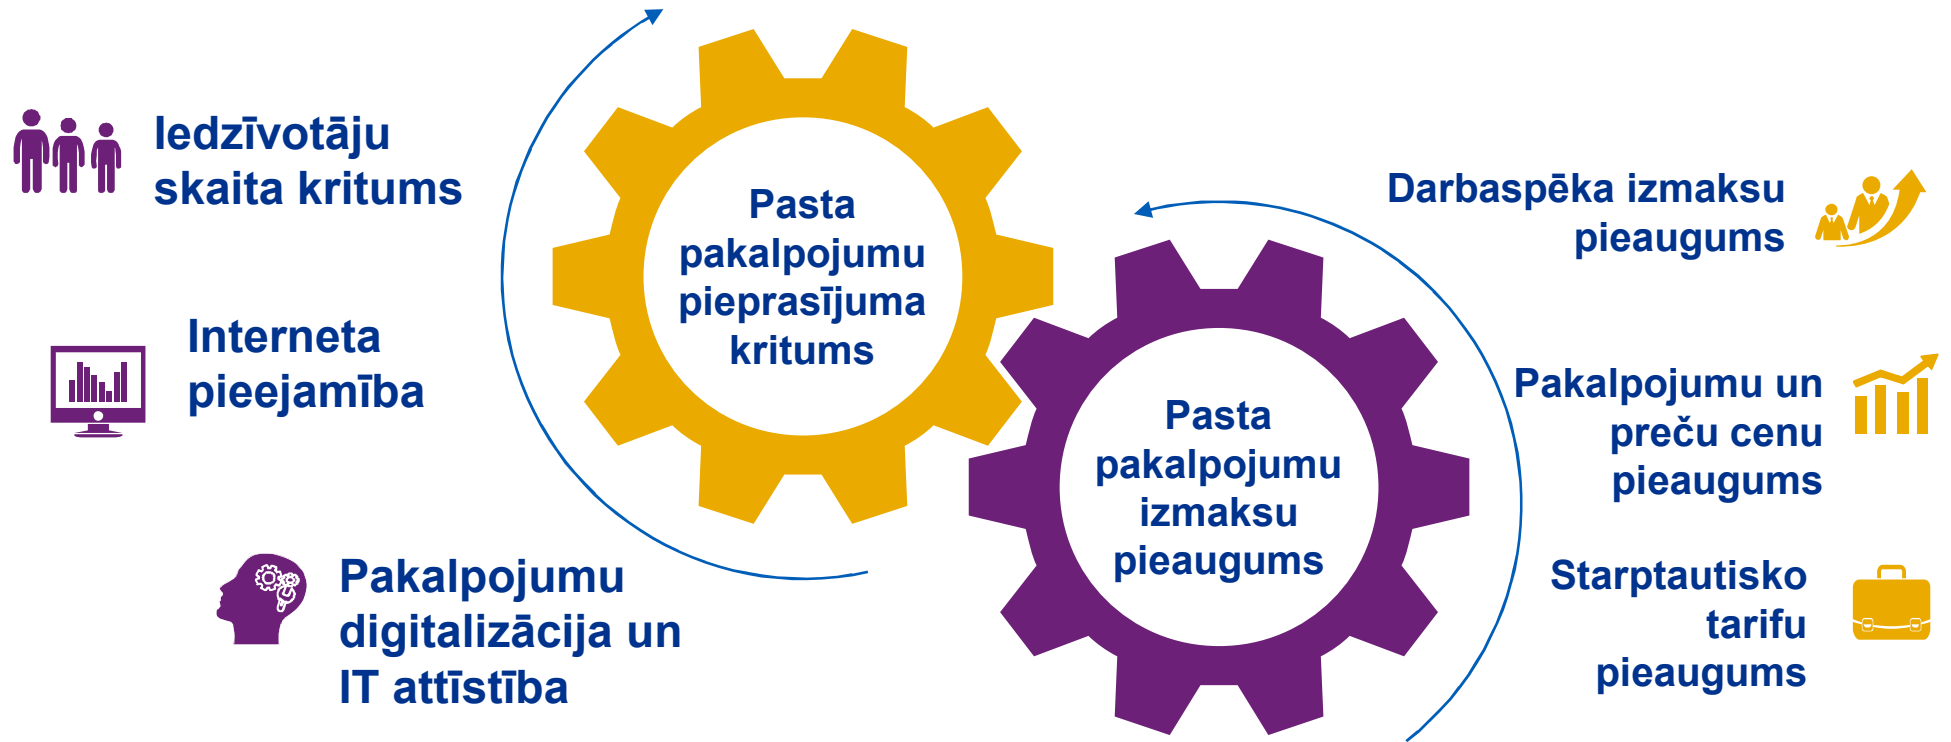 Iedzīvotāju
skaita kritums
Interneta
pieejamība
Pakalpojumu
digitalizācija un
IT attīstība
Pasta
pakalpojumu
pieprasījuma
kritums
Pasta
pakalpojumu
izmaksu
pieaugums
Darbaspēka izmaksu
pieaugums
Pakalpojumu un
preču cenu
pieaugums
Starptautisko
tarifu
pieaugums